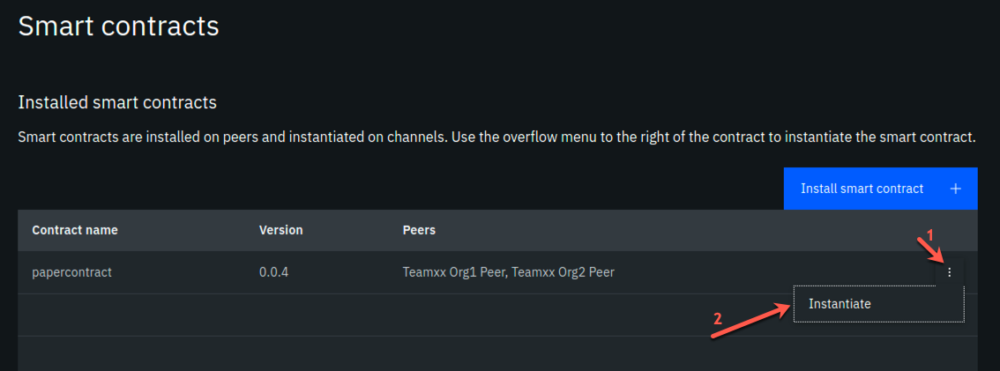 Smart contracts
Installed smart contracts
Smart contracts are installed on peers and instantiated on channels. Use the overflow menu to the right of the contract to instantiate the smart contract.
Install smart contract +
Contract name Version Peers
1
papercontract 0.0.4 Teamxx Org1 Peer, Teamxx Org2 Peer
Instantiate
2